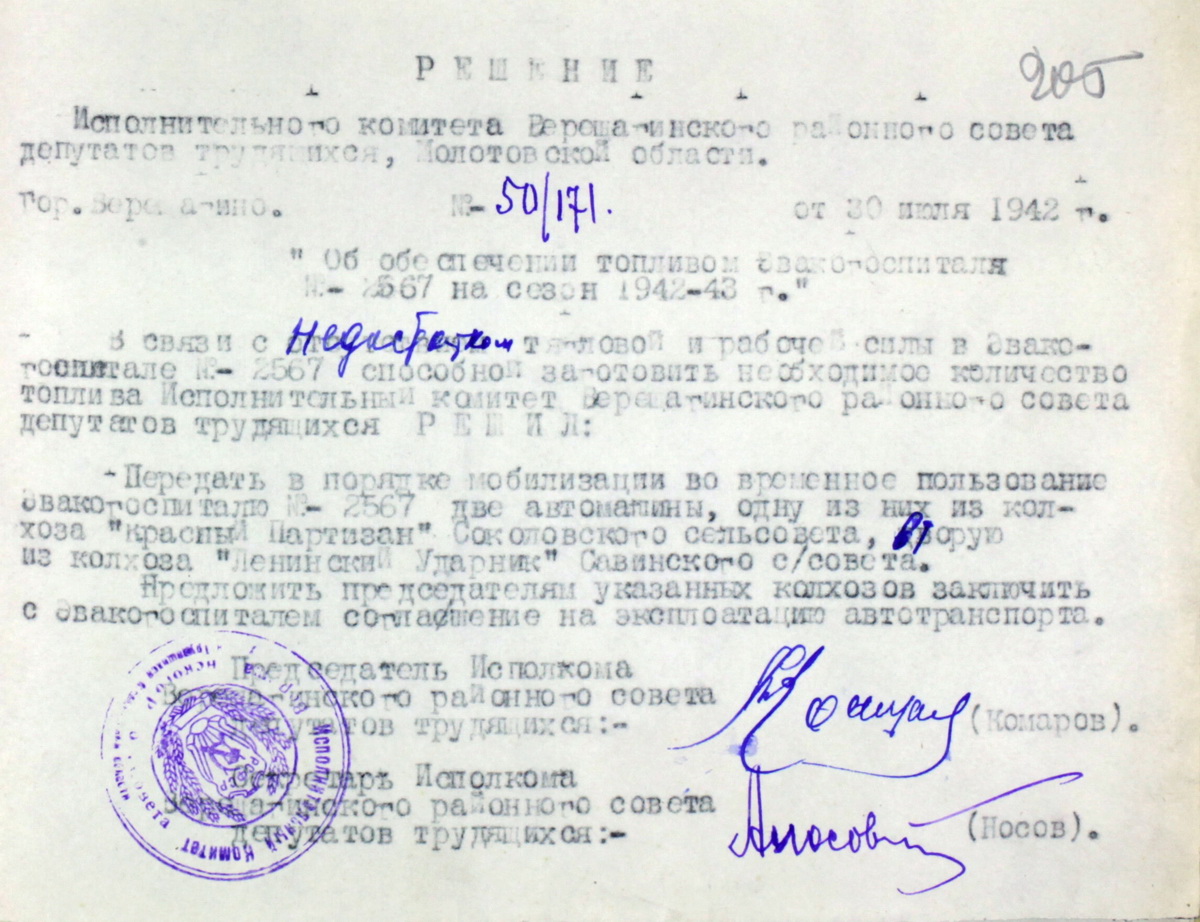 205
РЕШЕНИЕ
Исполнительного комитета Верещагинского районного совета
депутатов трудящихся, Молотовской области.
Гор. Верещагино. №- 50/171. от 30 июля 1942 г.
" Об обеспечении топливом Эвакогоспиталя
№- 2567 на сезон 1942-43 г."
В связи с недостатком тягловой и рабочей силы в Эвако-
госпитале №- 2567 способной заготовить необходимое количество
топлива Исполнительный комитет Верещагинского районного совета
депутатов трудящихся РЕШИЛ:
-Передать в порядке мобилизации во временное пользование
Эвакогоспиталю №- 2567 две автомашины, одну из них из кол-
хоза "Красный Партизан" Соколовского сельсовета, вторую
из колхоза "Ленинский Ударник" Савинского с/совета.
Предложить председателям указанных колхозов заключить
с Эвакогоспиталем соглашение на эксплоатацию автотранспорта.
Председатель Исполкома
Верещагинского районного совета
депутатов трудящихся:- (Комаров).
Секретарь Исполкома
Верещагинского районного совета
депутатов трудящихся:- (Носов).
Исполнительный Комитет